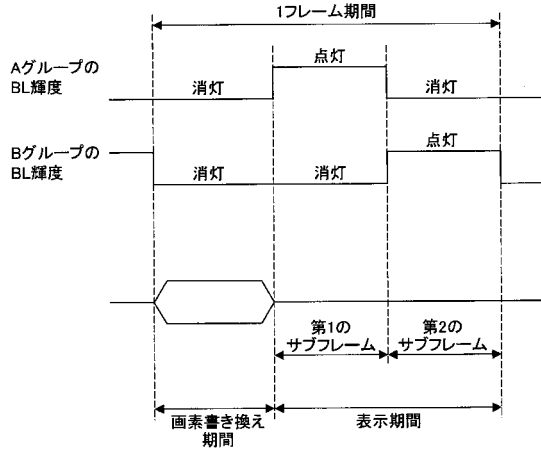 1フレーム期間
Aグループの
BL輝度
消灯
点灯
消灯
Bグループの
BL輝度
消灯
消灯
点灯
第1の
サブフレーム
第2の
サブフレーム
画素書き換え
期間
表示期間